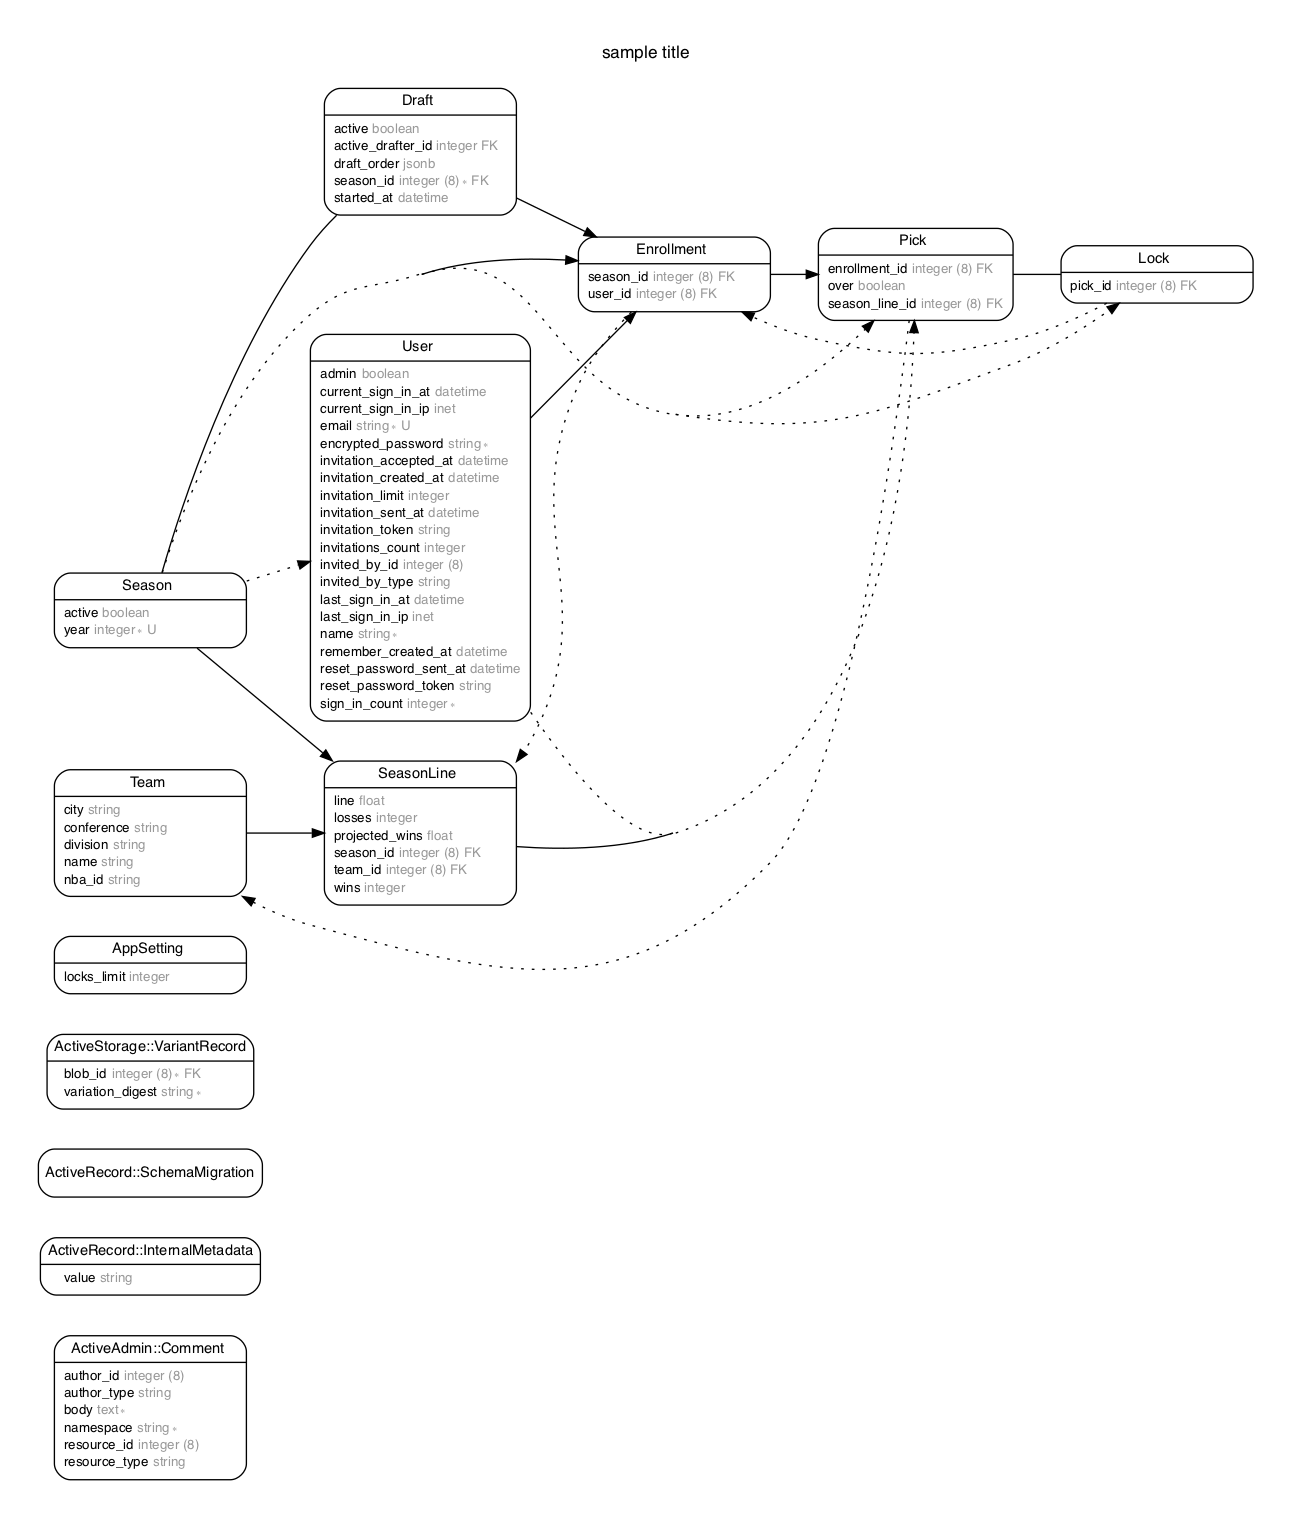 sample title
Draft
active boolean
active_drafter_id integer FK
draft_order jsonb
season_id integer (8) ∗ FK
started_at datetime
Enrollment
season_id integer (8) FK
user_id integer (8) FK
Pick
enrollment_id integer (8) FK
over boolean
season_line_id integer (8) FK
Lock
pick_id integer (8) FK
User
admin boolean
current_sign_in_at datetime
current_sign_in_ip inet
email string ∗ U
encrypted_password string ∗
invitation_accepted_at datetime
invitation_created_at datetime
invitation_limit integer
invitation_sent_at datetime
invitation_token string
invitations_count integer
invited_by_id integer (8)
invited_by_type string
last_sign_in_at datetime
last_sign_in_ip inet
name string ∗
remember_created_at datetime
reset_password_sent_at datetime
reset_password_token string
sign_in_count integer ∗
Season
active boolean
year integer ∗ U
Team
city string
conference string
division string
name string
nba_id string
SeasonLine
line float
losses integer
projected_wins float
season_id integer (8) FK
team_id integer (8) FK
wins integer
AppSetting
locks_limit integer
ActiveStorage::VariantRecord
blob_id integer (8) ∗ FK
variation_digest string ∗
ActiveRecord::SchemaMigration
ActiveRecord::InternalMetadata
value string
ActiveAdmin::Comment
author_id integer (8)
author_type string
body text ∗
namespace string ∗
resource_id integer (8)
resource_type string